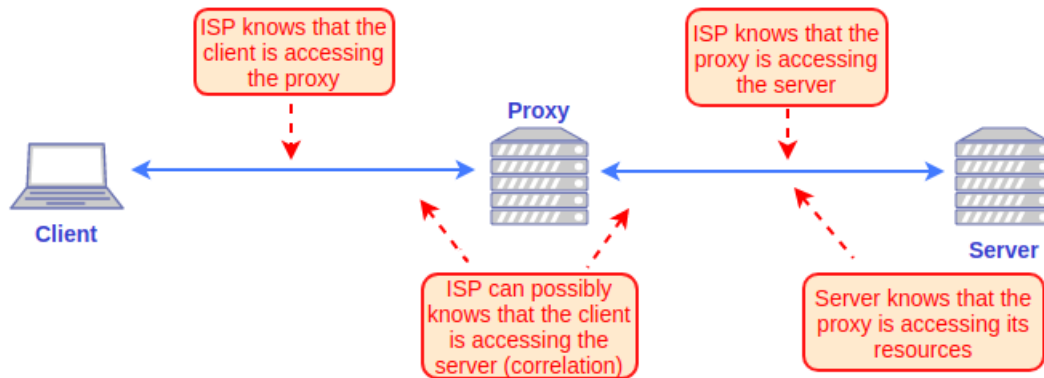 ISP knows that the
client is accessing
the proxy
ISP knows that the
proxy is accessing
the server
Proxy
Client
Server
ISP can possibly
knows that the client
is accessing the
server (correlation)
Server knows that the
proxy is accessing its
resources